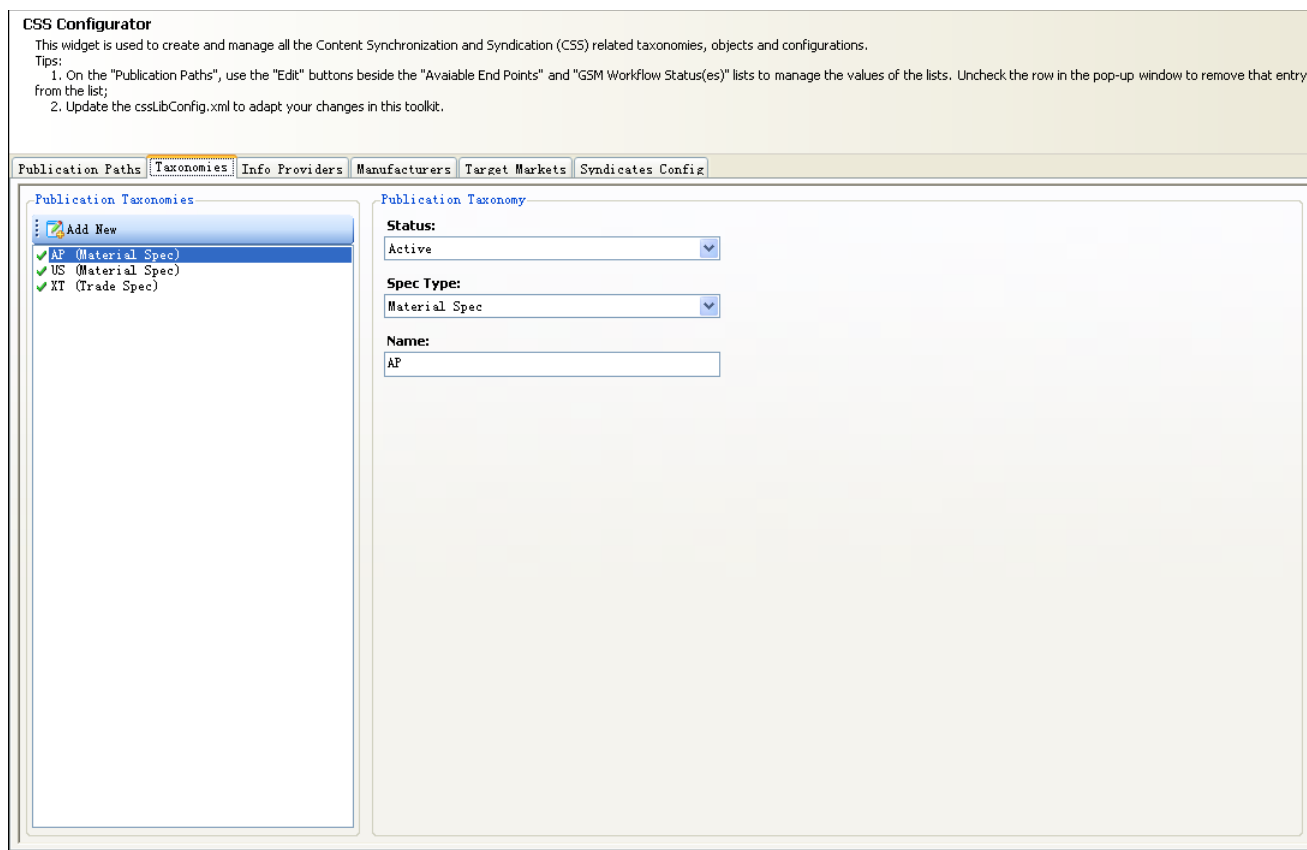 CSS Configurator
This widget is used to create and manage all the Content Synchronization and Syndication (CSS) related taxonomies, objects and configurations.
Tips:
1. On the "Publication Paths", use the "Edit" buttons beside the "Avaiable End Points" and "GSM Workflow Status(es)" lists to manage the values of the lists. Uncheck the row in the pop-up window to remove that entry
from the list;
2. Update the cssLibConfig.xml to adapt your changes in this toolkit.
Publication Paths Taxonomies Info Providers Manufacturers Target Markets Syndicates Config
Publication Taxonomies
Add New
AP (Material Spec)
US (Material Spec)
XT (Trade Spec)
Publication Taxonomy
Status:
Active
Spec Type:
Material Spec
Name:
AP